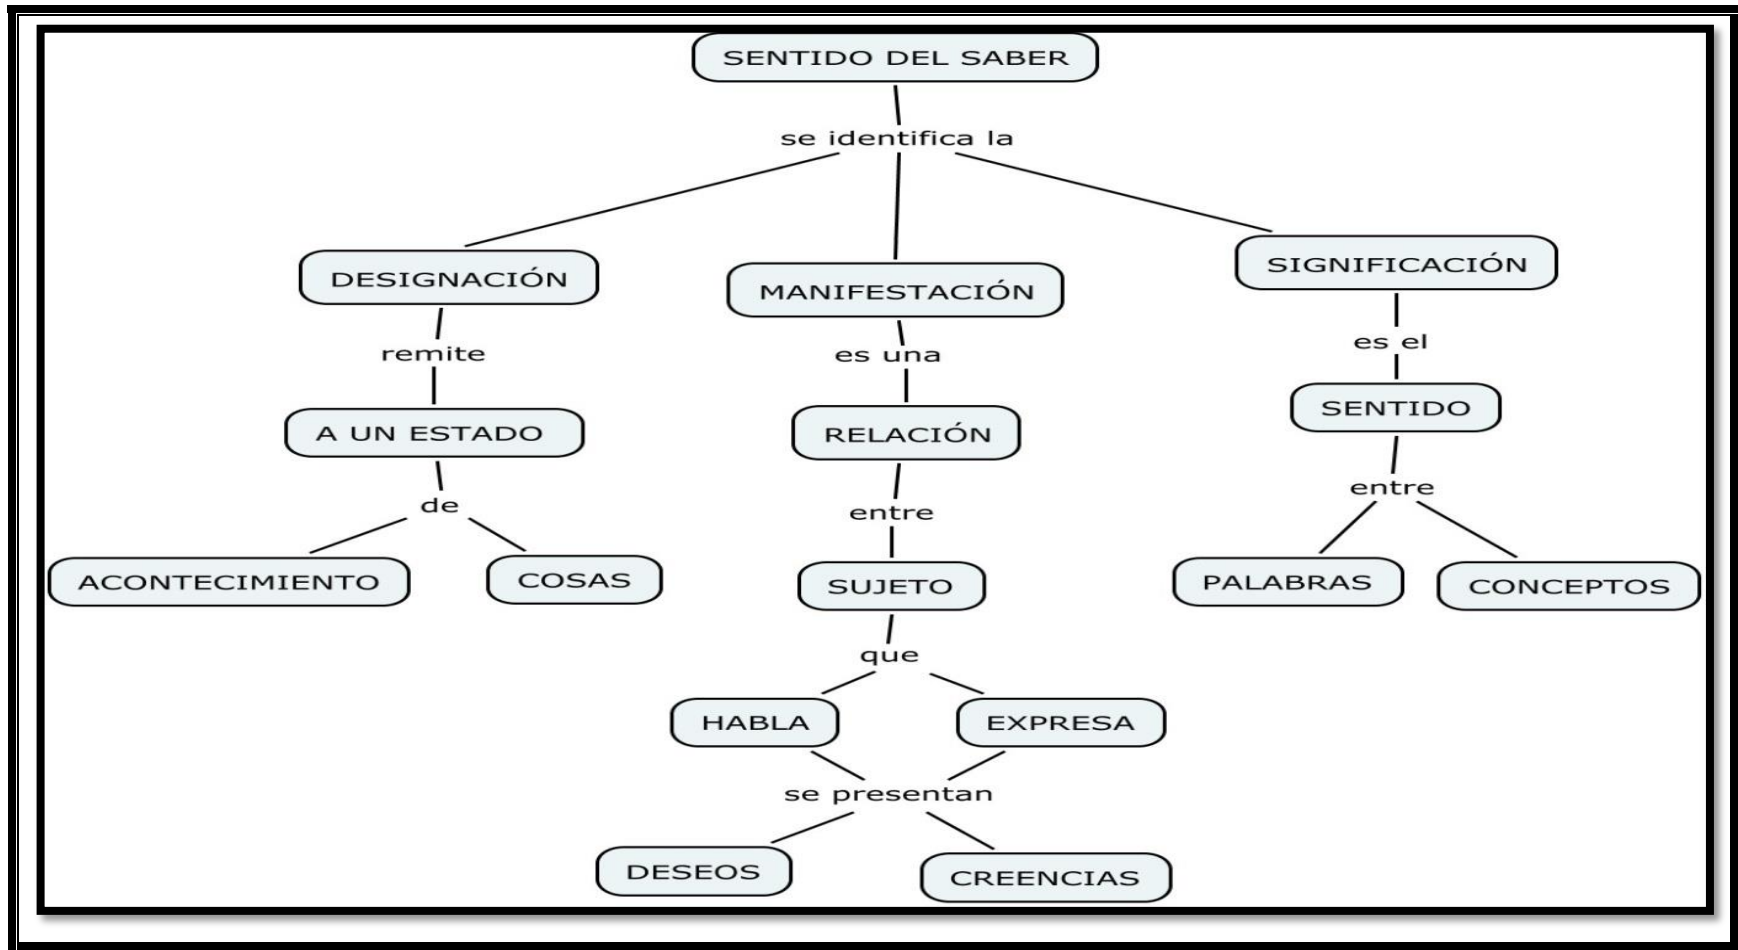 SENTIDO DEL SABER
se identifica la
DESIGNACIÓN
remite
A UN ESTADO
de
ACONTECIMIENTO
COSAS
MANIFESTACIÓN
es una
RELACIÓN
entre
SUJETO
que
HABLA
EXPRESA
se presentan
DESEOS
CREENCIAS
SIGNIFICACIÓN
es el
SENTIDO
entre
PALABRAS
CONCEPTOS